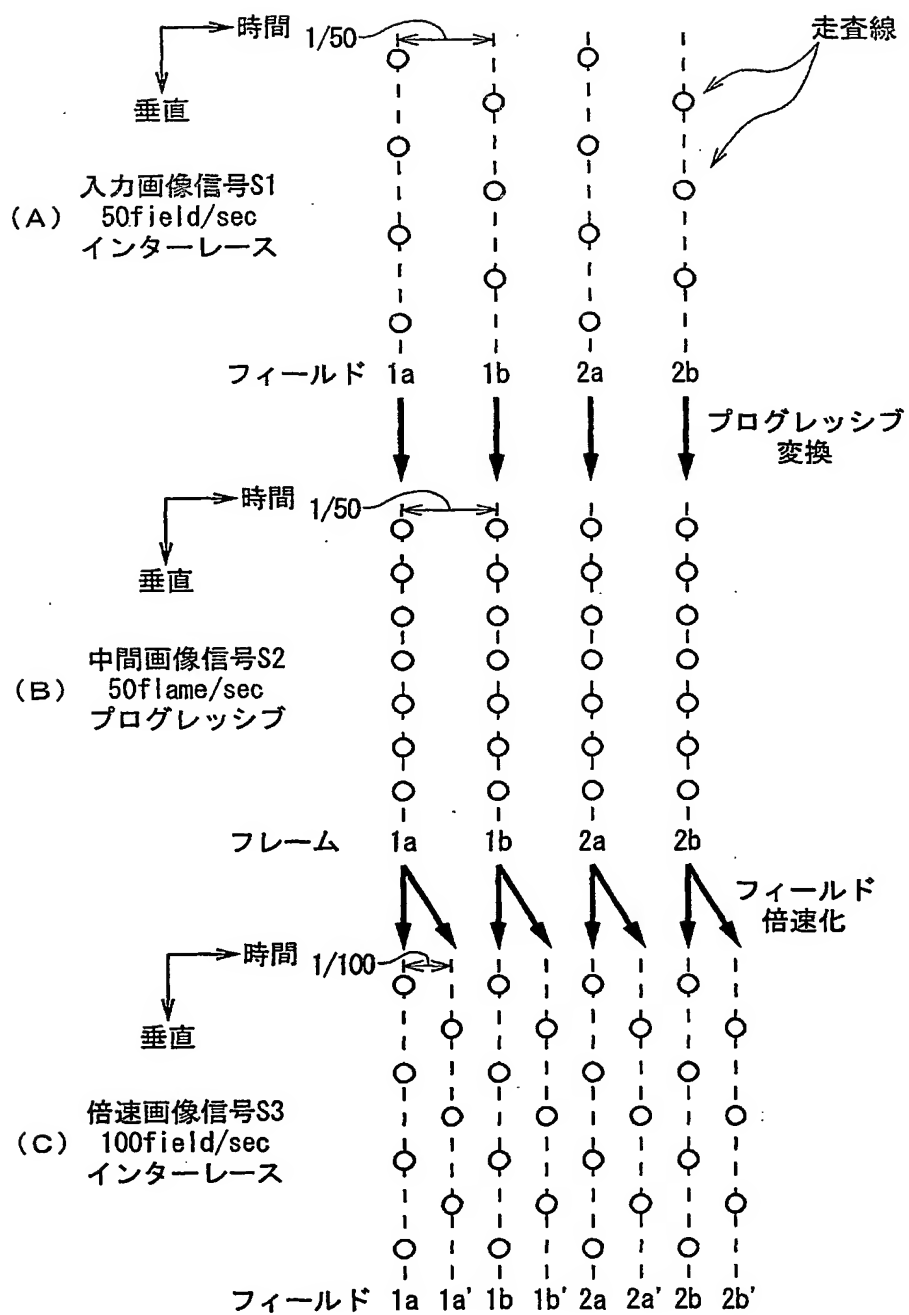 時間 1/50
走査線
垂直
(A)
入力画像信号S1
50field/sec
インターレース
フィールド 1a 1b 2a 2b
プログレッシブ
変換
時間 1/50
垂直
(B)
中間画像信号S2
50flame/sec
プログレッシブ
フレーム 1a 1b 2a 2b
フィールド
倍速化
時間 1/100
垂直
(C)
倍速画像信号S3
100field/sec
インターレース
フィールド 1a 1a' 1b 1b' 2a 2a' 2b 2b'